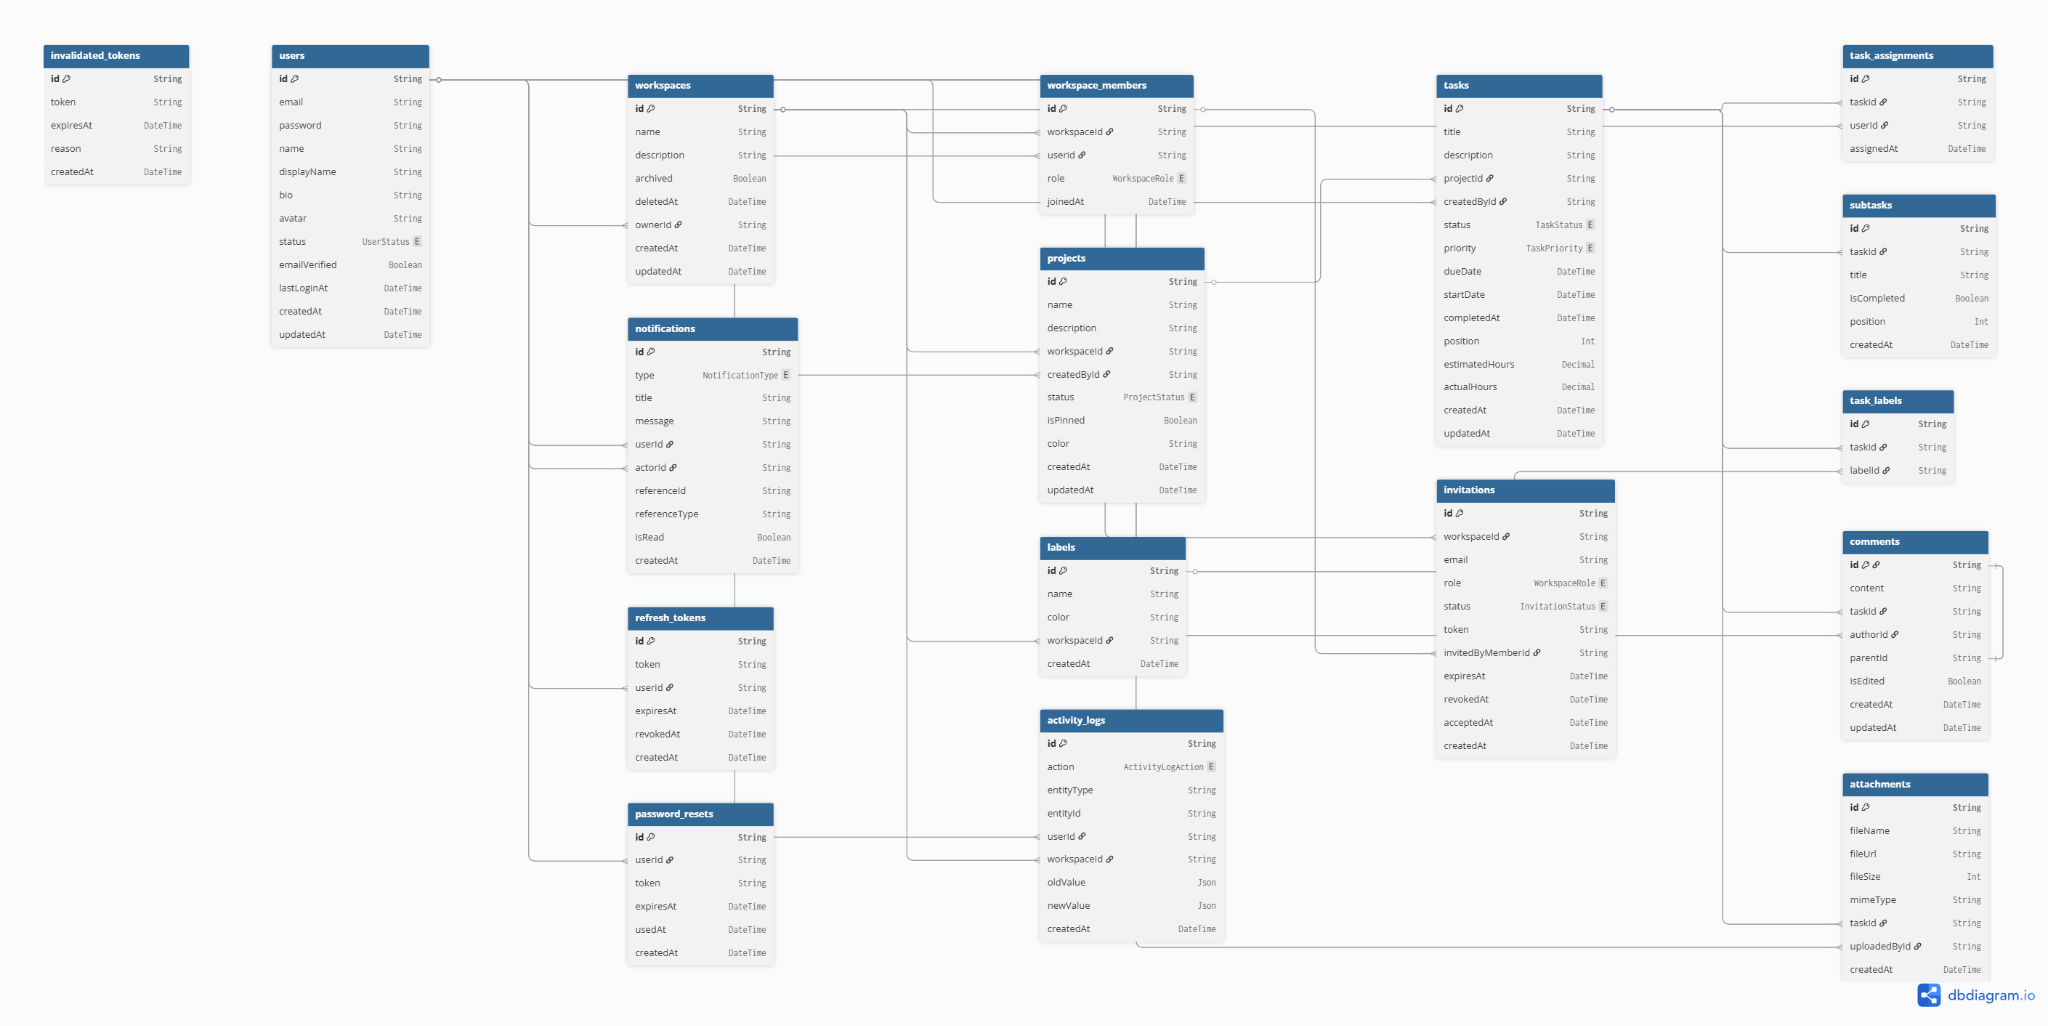 invalidated_tokens
id String
token String
expiresAt DateTime
reason String
createdAt DateTime
users
id String
email String
password String
name String
displayName String
bio String
avatar String
status UserStatus E
emailVerified Boolean
lastLoginAt DateTime
createdAt DateTime
updatedAt DateTime
workspaces
id String
name String
description String
archived Boolean
deletedAt DateTime
ownerId String
createdAt DateTime
updatedAt DateTime
notifications
id String
type NotificationType E
title String
message String
userId String
actorId String
referenceId String
referenceType String
isRead Boolean
createdAt DateTime
refresh_tokens
id String
token String
userId String
expiresAt DateTime
revokedAt DateTime
createdAt DateTime
password_resets
id String
userId String
token String
expiresAt DateTime
usedAt DateTime
createdAt DateTime
workspace_members
id String
workspaceId String
userId String
role WorkspaceRole E
joinedAt DateTime
projects
id String
name String
description String
workspaceId String
createdById String
status ProjectStatus E
isPinned Boolean
color String
createdAt DateTime
updatedAt DateTime
labels
id String
name String
color String
workspaceId String
createdAt DateTime
activity_logs
id String
action ActivityLogAction E
entityType String
entityId String
userId String
workspaceId String
oldValue Json
newValue Json
createdAt DateTime
tasks
id String
title String
description String
projectId String
createdById String
status TaskStatus E
priority TaskPriority E
dueDate DateTime
startDate DateTime
completedAt DateTime
position Int
estimatedHours Decimal
actualHours Decimal
createdAt DateTime
updatedAt DateTime
invitations
id String
workspaceId String
email String
role WorkspaceRole E
status InvitationStatus E
token String
invitedByMemberId String
expiresAt DateTime
revokedAt DateTime
acceptedAt DateTime
createdAt DateTime
task_assignments
id String
taskId String
userId String
assignedAt DateTime
subtasks
id String
taskId String
title String
isCompleted Boolean
position Int
createdAt DateTime
task_labels
id String
taskId String
labelId String
comments
id String
content String
taskId String
authorId String
parentId String
isEdited Boolean
createdAt DateTime
updatedAt DateTime
attachments
id String
fileName String
fileUrl String
fileSize Int
mimeType String
taskId String
uploadedById String
createdAt DateTime
dbdiagram.io